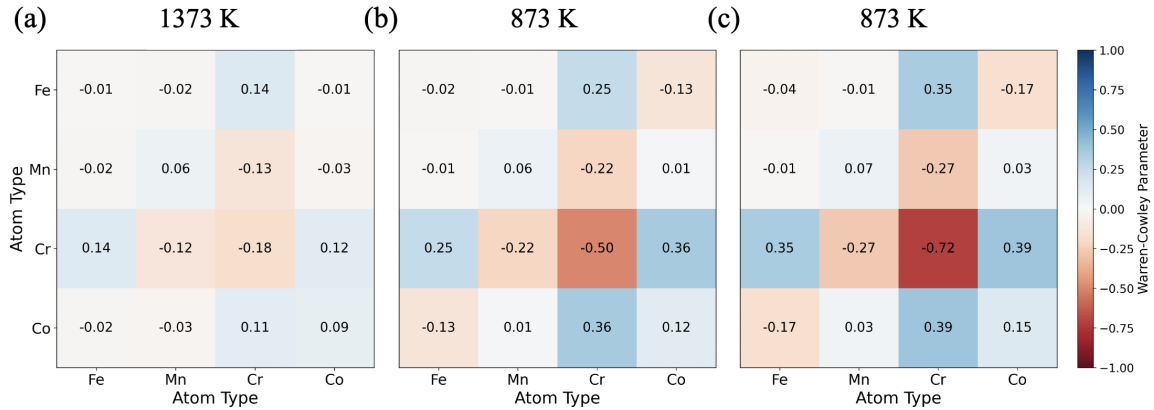 (a) 1373 K (b) 873 K (c) 873 K
Fe -0.01 -0.02 0.14 -0.01 -0.02 -0.01 0.25 -0.13 -0.04 -0.01 0.35 -0.17
Mn -0.02 0.06 -0.13 -0.03 -0.01 0.06 -0.22 0.01 -0.01 0.07 -0.27 0.03
Cr 0.14 -0.12 -0.18 0.12 0.25 -0.22 -0.50 0.36 0.35 -0.27 -0.72 0.39
Co -0.02 -0.03 0.11 0.09 -0.13 0.01 0.36 0.12 -0.17 0.03 0.39 0.15
Fe Mn Cr Co Fe Mn Cr Co Fe Mn Cr Co
Atom Type Atom Type Atom Type
Atom Type
1.00
0.75
0.50
0.25
0.00
−0.25
−0.50
−0.75
−1.00
Warren-Cowley Parameter